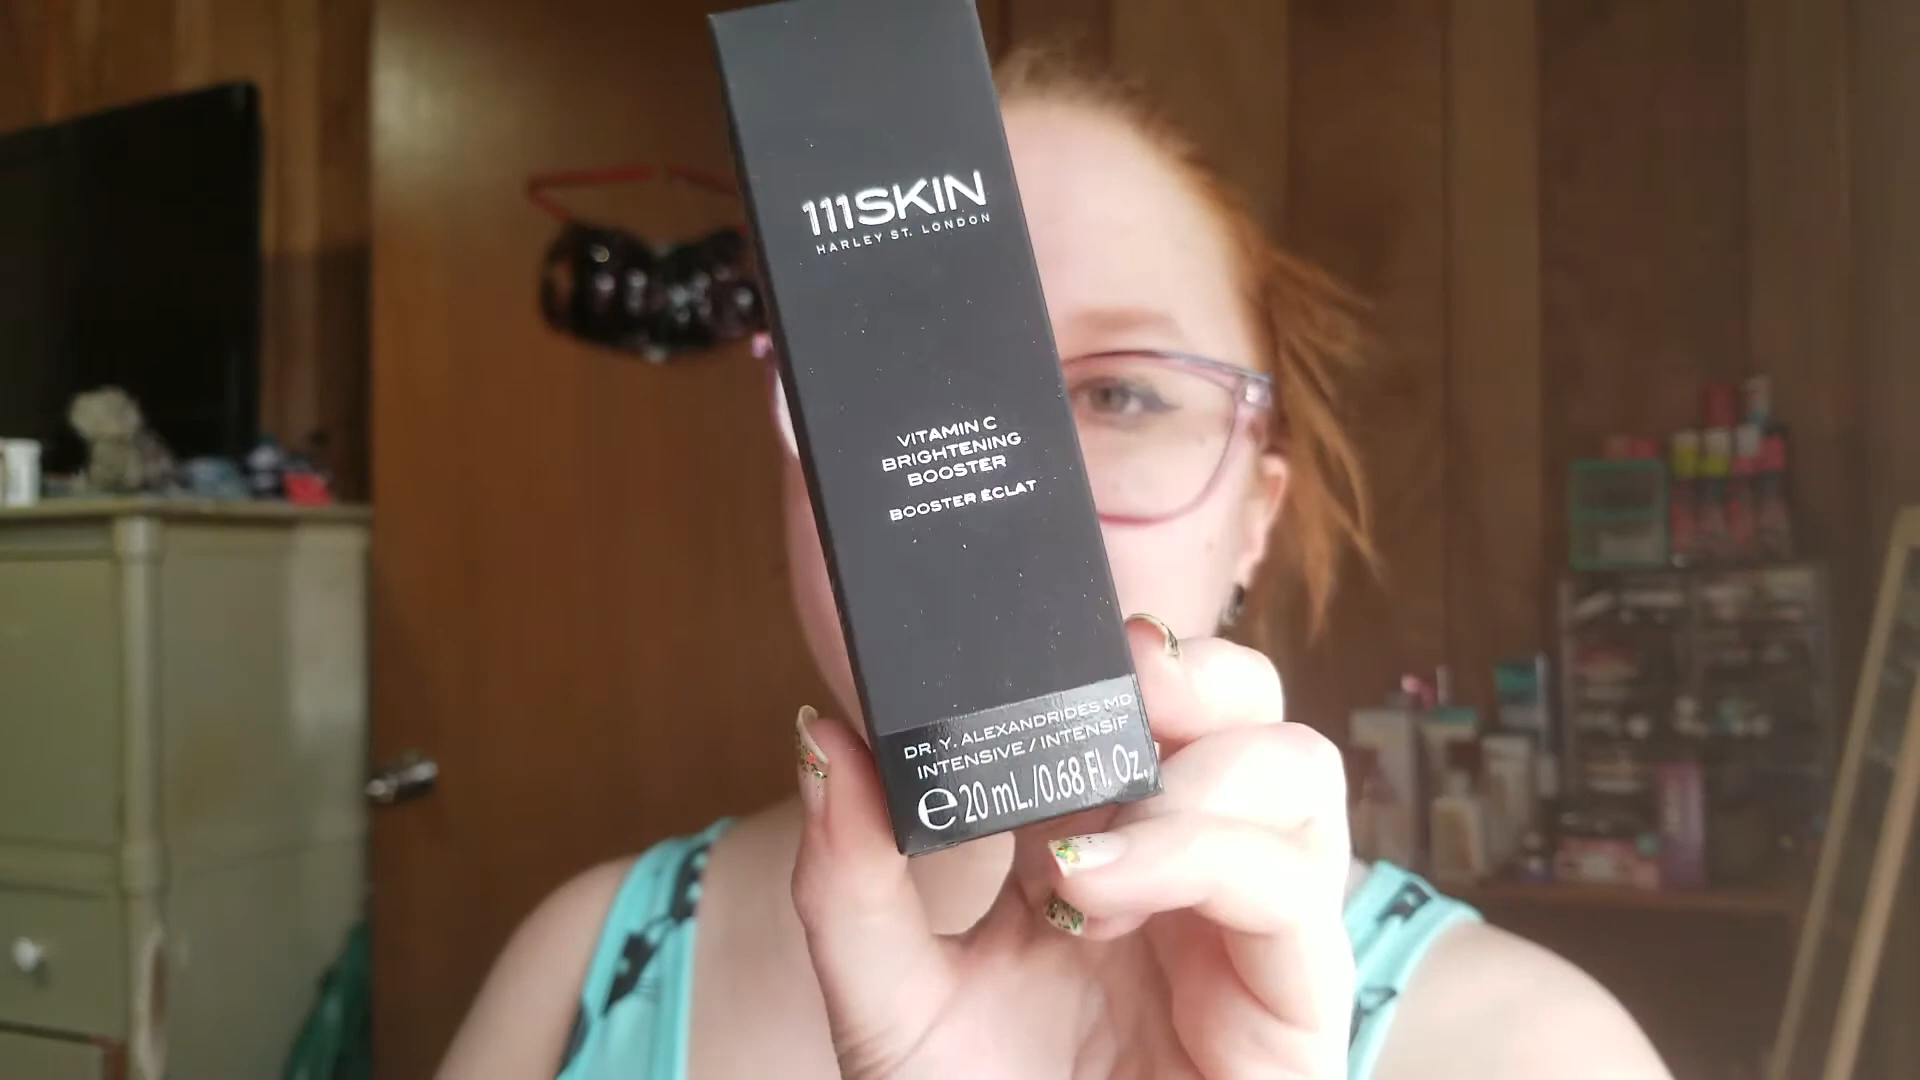 111SKIN
HARLEY ST. LONDON
VITAMIN C
BRIGHTENING
BOOSTER
BOOSTER ÉCLAT
DR. Y. ALEXANDRIDES MD
INTENSIVE / INTENSIF
℮ 20 mL./0.68 Fl. Oz.